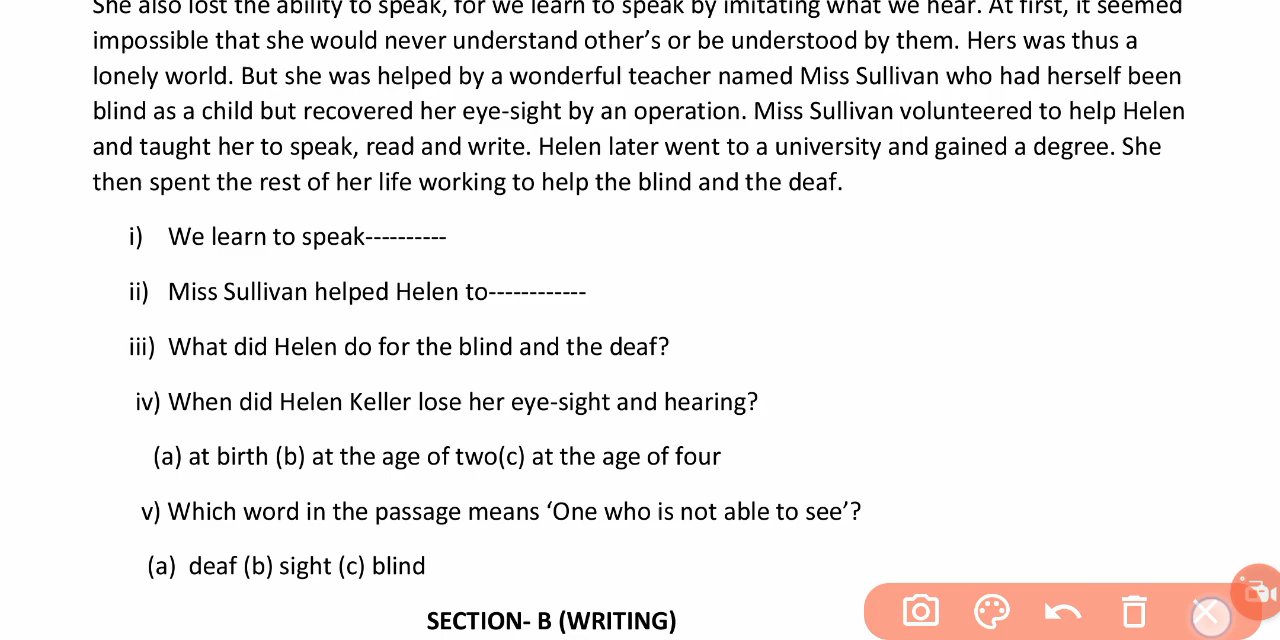 She also lost the ability to speak, for we learn to speak by imitating what we hear. At first, it seemed
impossible that she would never understand other’s or be understood by them. Hers was thus a
lonely world. But she was helped by a wonderful teacher named Miss Sullivan who had herself been
blind as a child but recovered her eye-sight by an operation. Miss Sullivan volunteered to help Helen
and taught her to speak, read and write. Helen later went to a university and gained a degree. She
then spent the rest of her life working to help the blind and the deaf.
i) We learn to speak----------
ii) Miss Sullivan helped Helen to------------
iii) What did Helen do for the blind and the deaf?
iv) When did Helen Keller lose her eye-sight and hearing?
(a) at birth (b) at the age of two(c) at the age of four
v) Which word in the passage means ‘One who is not able to see’?
(a) deaf (b) sight (c) blind
SECTION- B (WRITING)